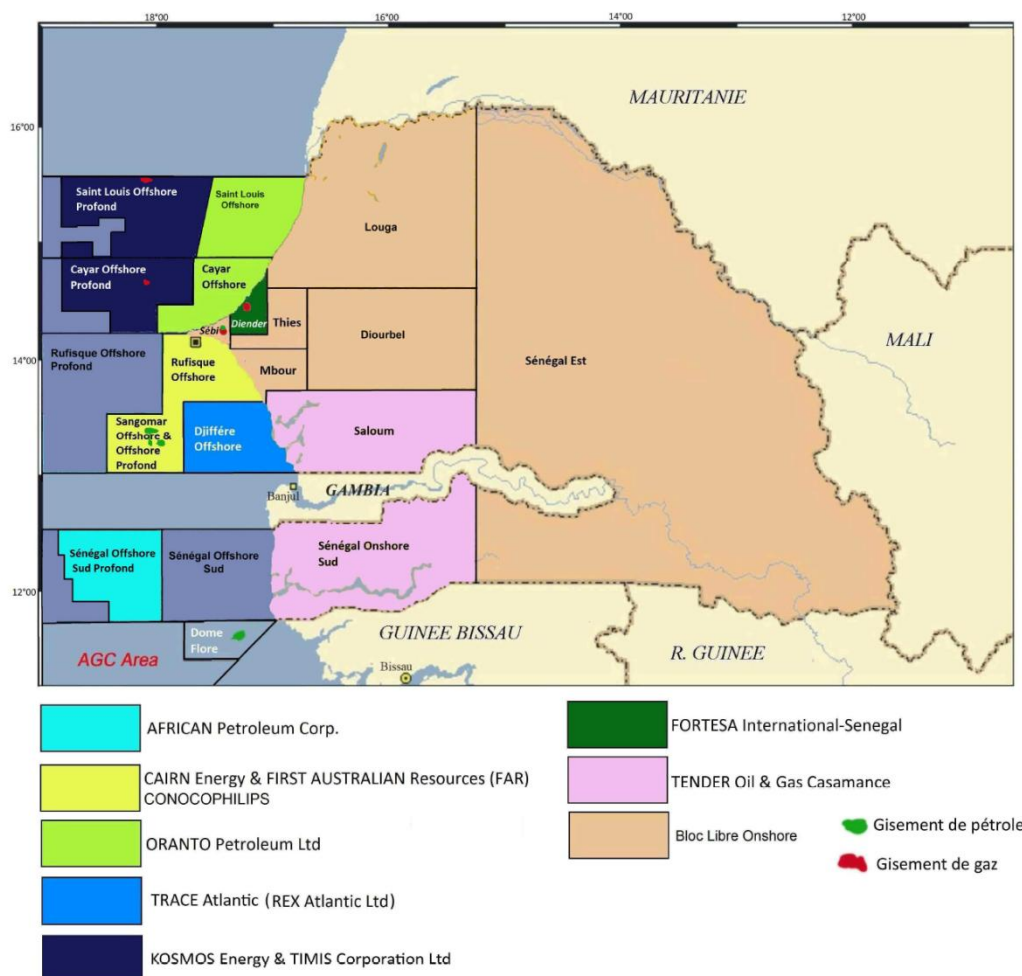 18°00'
16°00'
14°00'
12°00'
16°00'
14°00'
12°00'
MAURITANIE
MALI
Saint Louis Offshore
Profond
Saint Louis
Offshore
Louga
Cayar Offshore
Profond
Cayar
Offshore
Diender
Sébi
Thies
Diourbel
Sénégal Est
Rufisque Offshore
Profond
Rufisque
Offshore
Mbour
Sangomar
Offshore &
Offshore
Profond
Djiffére
Offshore
Saloum
Banjul
GAMBIA
Sénégal Offshore
Sud Profond
Sénégal Offshore
Sud
Sénégal Onshore
Sud
Dome
Flore
AGC Area
GUINEE BISSAU
Bissau
R. GUINEE
AFRICAN Petroleum Corp.
CAIRN Energy & FIRST AUSTRALIAN Resources (FAR)
CONOCOPHILIPS
ORANTO Petroleum Ltd
TRACE Atlantic (REX Atlantic Ltd)
KOSMOS Energy & TIMIS Corporation Ltd
FORTESA International-Senegal
TENDER Oil & Gas Casamance
Bloc Libre Onshore
Gisement de pétrole
Gisement de gaz